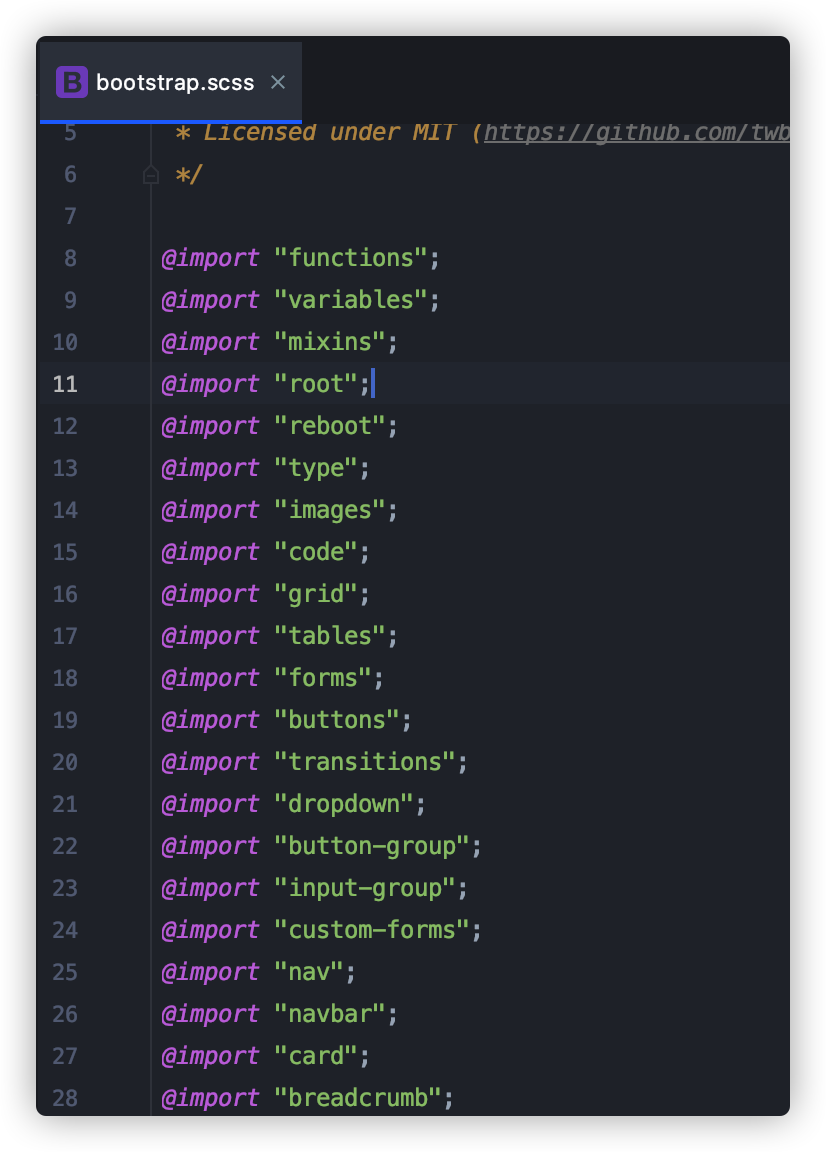 B bootstrap.scss ×
5 * Licensed under MIT (https://github.com/twb
6 */
7
8 @import "functions";
9 @import "variables";
10 @import "mixins";
11 @import "root";
12 @import "reboot";
13 @import "type";
14 @import "images";
15 @import "code";
16 @import "grid";
17 @import "tables";
18 @import "forms";
19 @import "buttons";
20 @import "transitions";
21 @import "dropdown";
22 @import "button-group";
23 @import "input-group";
24 @import "custom-forms";
25 @import "nav";
26 @import "navbar";
27 @import "card";
28 @import "breadcrumb";